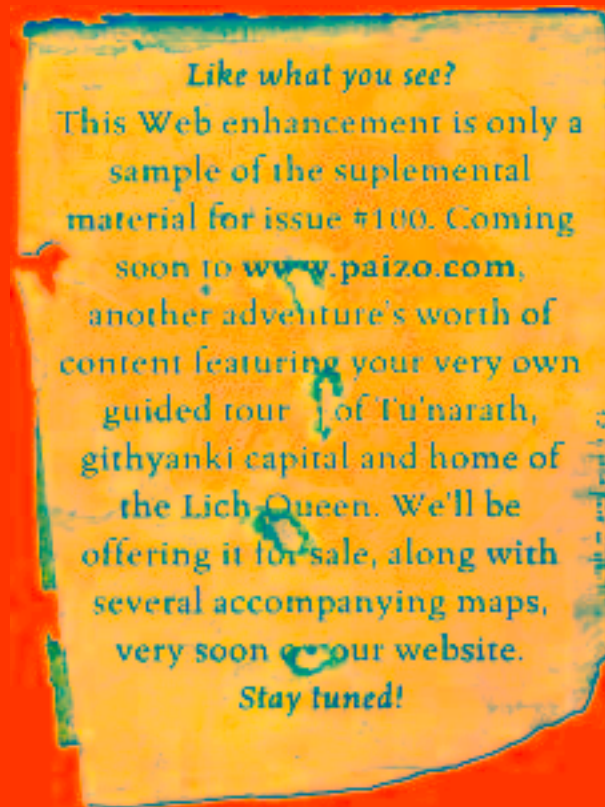 Like what you see?
This Web enhancement is only a
sample of the suplemental
material for issue #100. Coming
soon to www.paizo.com,
another adventure's worth of
content featuring your very own
guided tour of Tu'narath,
githyanki capital and home of
the Lich-Queen. We'll be
offering it for sale, along with
several accompanying maps,
very soon on our website.
Stay tuned!